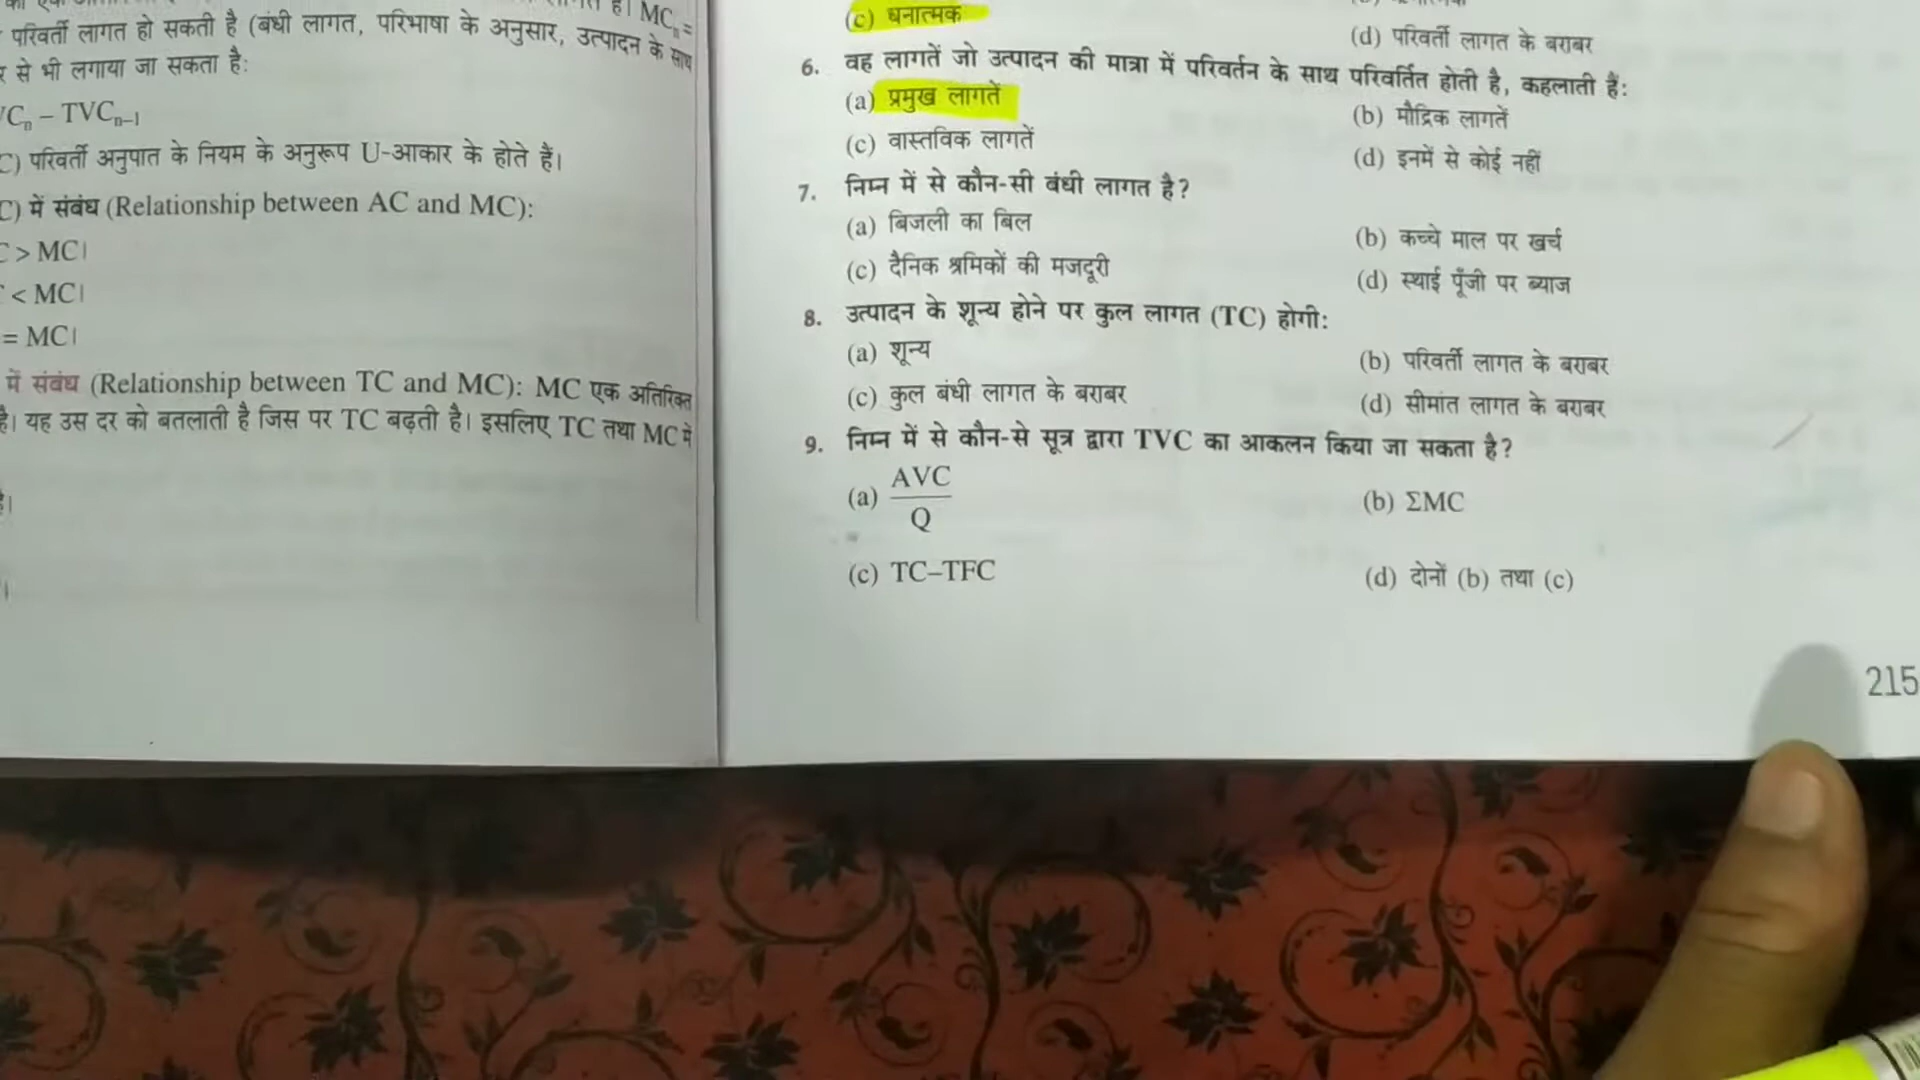 MCₙ =
परिवर्ती लागत हो सकती है (बंधी लागत, परिभाषा के अनुसार, उत्पादन के साथ
से भी लगाया जा सकता है:
Cₙ – TVCₙ₋₁
C) परिवर्ती अनुपात के नियम के अनुरूप U-आकार के होते हैं।
C) में संबंध (Relationship between AC and MC):
> MC।
< MC।
= MC।
में संबंध (Relationship between TC and MC): MC एक अतिरिक्त
है। यह उस दर को बतलाती है जिस पर TC बढ़ती है। इसलिए TC तथा MC में
(c) धनात्मक
(d) परिवर्ती लागत के बराबर
6. वह लागतें जो उत्पादन की मात्रा में परिवर्तन के साथ परिवर्तित होती है, कहलाती हैं:
(a) प्रमुख लागतें
(b) मौद्रिक लागतें
(c) वास्तविक लागतें
(d) इनमें से कोई नहीं
7. निम्न में से कौन-सी बंधी लागत है?
(a) बिजली का बिल
(b) कच्चे माल पर खर्च
(c) दैनिक श्रमिकों की मजदूरी
(d) स्थाई पूँजी पर ब्याज
8. उत्पादन के शून्य होने पर कुल लागत (TC) होगी:
(a) शून्य
(b) परिवर्ती लागत के बराबर
(c) कुल बंधी लागत के बराबर
(d) सीमांत लागत के बराबर
9. निम्न में से कौन-से सूत्र द्वारा TVC का आकलन किया जा सकता है?
(a) AVC
Q
(b) ΣMC
(c) TC–TFC
(d) दोनों (b) तथा (c)
215